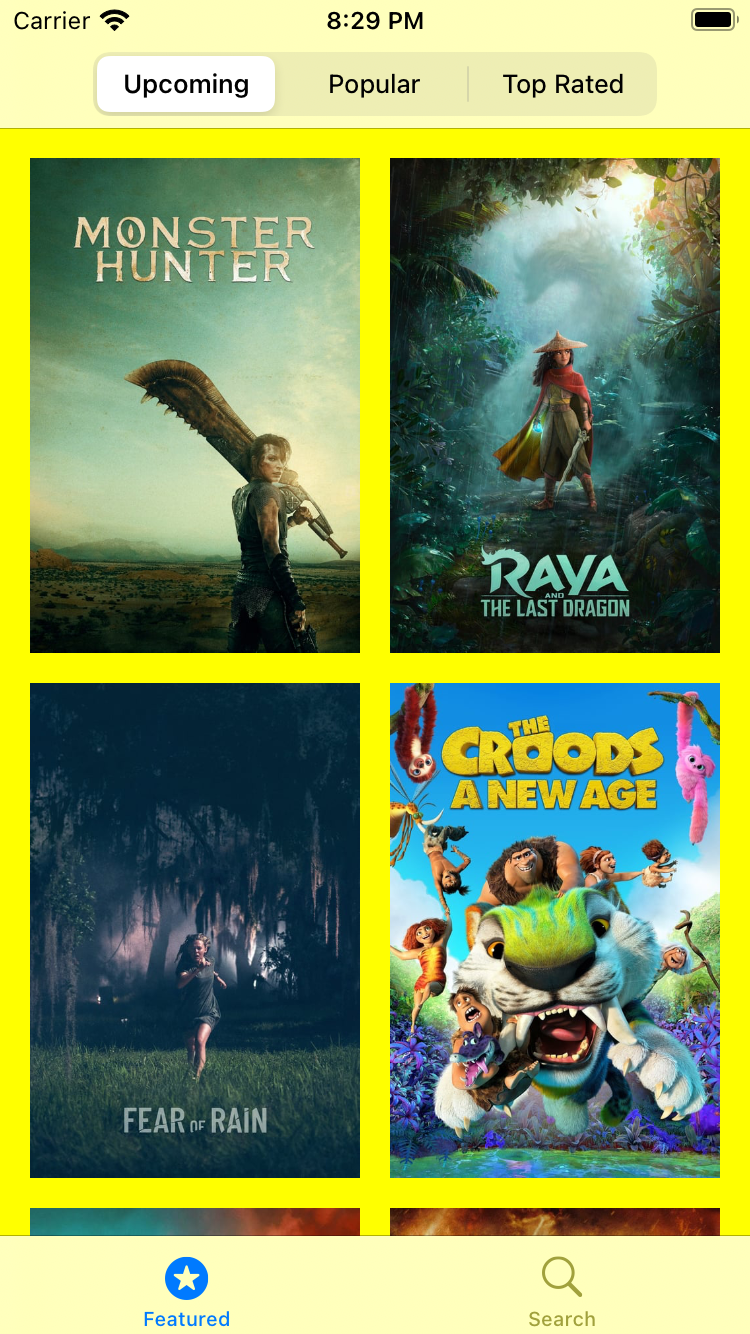 Carrier 8:29 PM
Upcoming Popular Top Rated
MONSTER
HUNTER
RAYA
AND
THE LAST DRAGON
FEAR OF RAIN
THE
CROODS
A NEW AGE
Featured Search